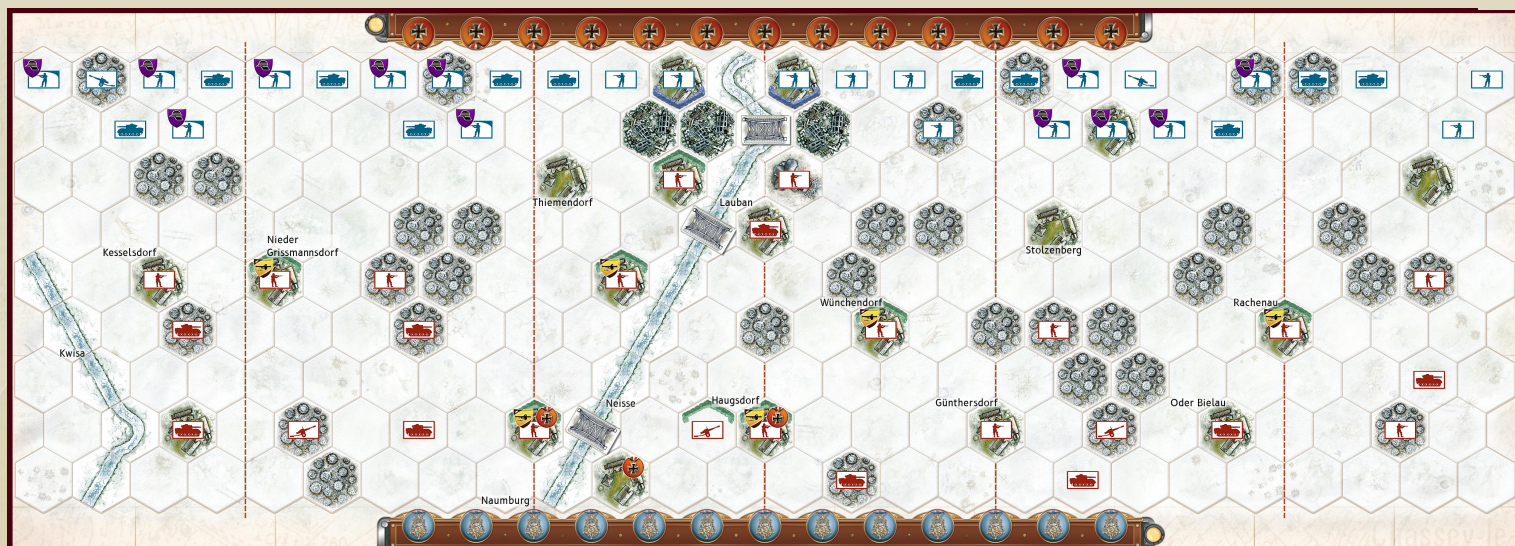 Thiemendorf
Lauban
Nieder
Grissmannsdorf
Kesselsdorf
Stolzenberg
Wünchendorf
Rachenau
Kwisa
Neisse
Haugsdorf
Günthersdorf
Oder Bielau
Naumburg